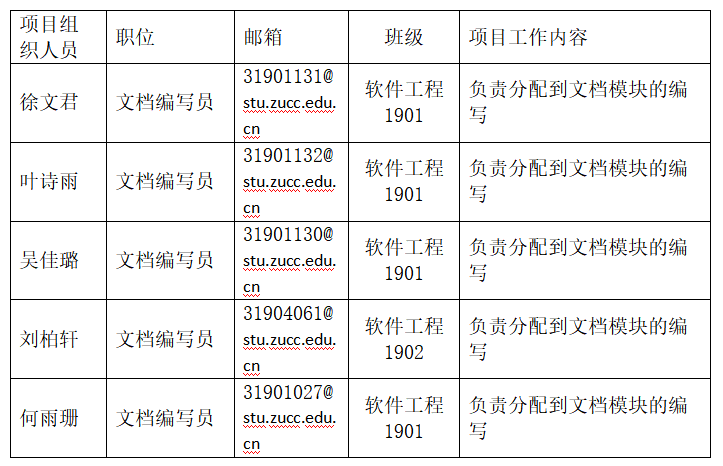 项目组
织人员
职位
邮箱
班级
项目工作内容
徐文君
文档编写员
31901131@
stu.zucc.edu.
cn
软件工程
1901
负责分配到文档模块的编
写
叶诗雨
文档编写员
31901132@
stu.zucc.edu.
cn
软件工程
1901
负责分配到文档模块的编
写
吴佳璐
文档编写员
31901130@
stu.zucc.edu.
cn
软件工程
1901
负责分配到文档模块的编
写
刘柏轩
文档编写员
31904061@
stu.zucc.edu.
cn
软件工程
1902
负责分配到文档模块的编
写
何雨珊
文档编写员
31901027@
stu.zucc.edu.
cn
软件工程
1901
负责分配到文档模块的编
写